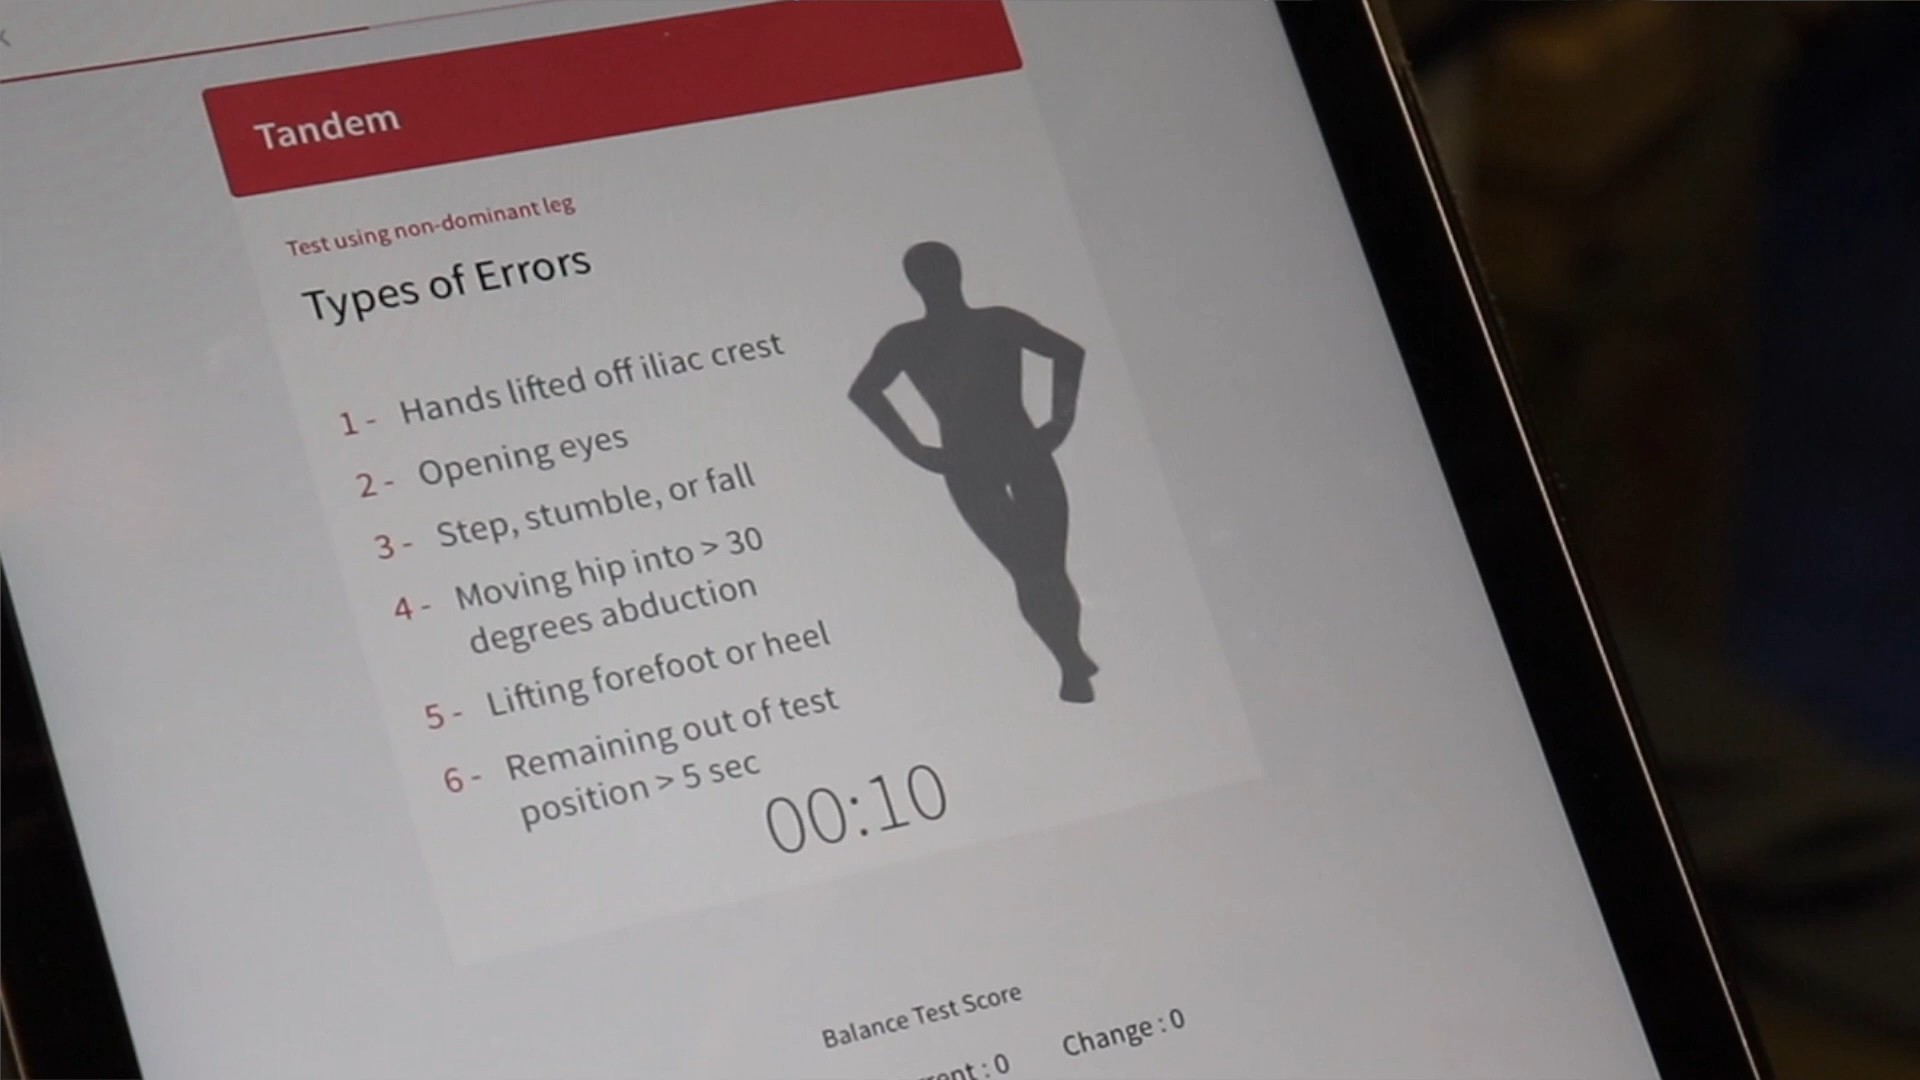 Tandem
Test using non-dominant leg
Types of Errors
1 - Hands lifted off iliac crest
2 - Opening eyes
3 - Step, stumble, or fall
4 - Moving hip into > 30
degrees abduction
5 - Lifting forefoot or heel
6 - Remaining out of test
position > 5 sec
00:10
Balance Test Score
: 0 Change : 0